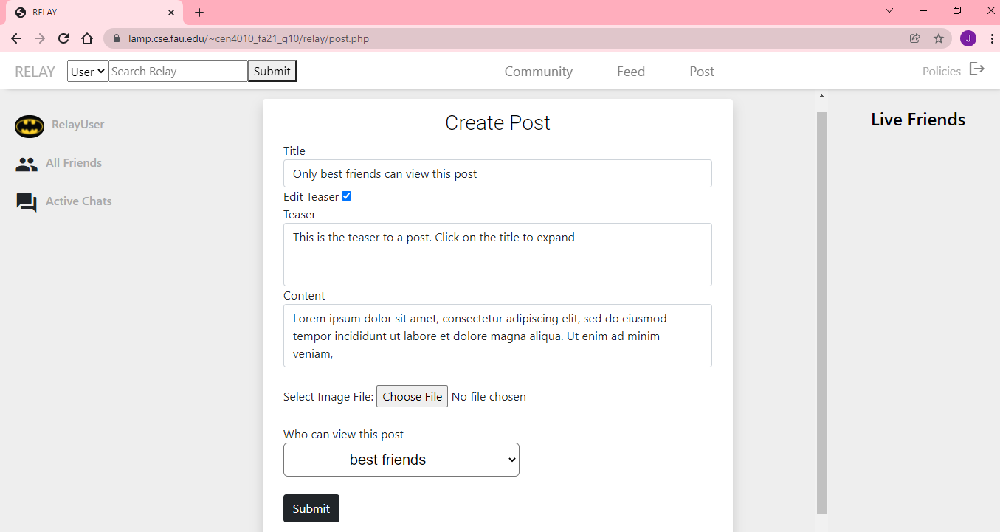 RELAY
lamp.cse.fau.edu/~cen4010_fa21_g10/relay/post.php
J
RELAY User Search Relay Submit Community Feed Post Policies
RelayUser
All Friends
Active Chats
Create Post
Title
Only best friends can view this post
Edit Teaser
Teaser
This is the teaser to a post. Click on the title to expand
Content
Lorem ipsum dolor sit amet, consectetur adipiscing elit, sed do eiusmod
tempor incididunt ut labore et dolore magna aliqua. Ut enim ad minim
veniam,
Select Image File: Choose File No file chosen
Who can view this post
best friends
Submit
Live Friends